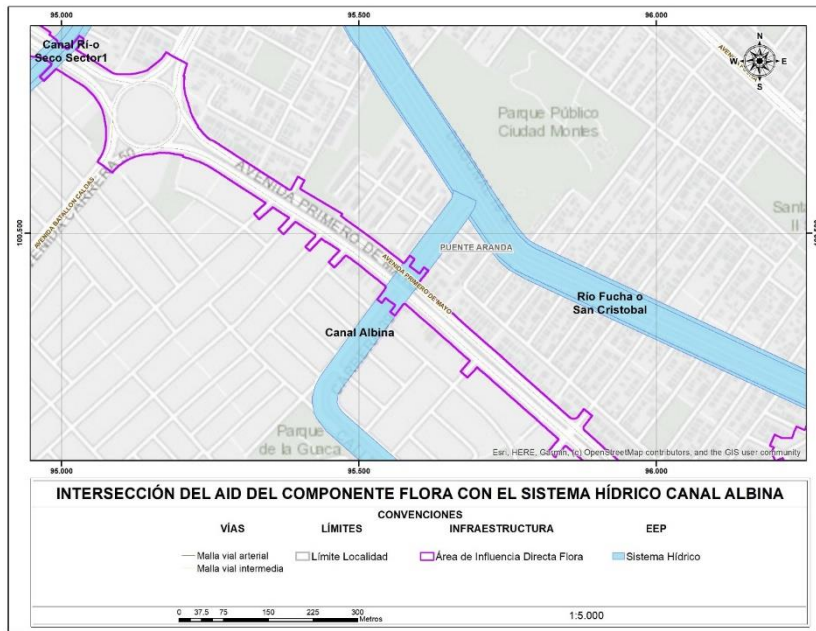 95.000
95.500
96.000
Canal Rí-o
Seco Sector1
N
W
E
S
Parque Público
Ciudad Montes
AVENIDA BATALLON CALDAS
AVENIDA CARRERA 50
AVENIDA PRIMERO DE M
AVENIDA PRIMERO DE MAYO
PUENTE ARANDA
Santa
II
100.500
Río Fucha o
San Cristobal
Canal Albina
Parque
de la Guaca
Esri, HERE, Garmin, (c) OpenStreetMap contributors, and the GIS user community
95.000
95.500
96.000
INTERSECCIÓN DEL AID DEL COMPONENTE FLORA CON EL SISTEMA HÍDRICO CANAL ALBINA
CONVENCIONES
VÍAS
LÍMITES
INFRAESTRUCTURA
EEP
Malla vial arterial
Malla vial intermedia
Límite Localidad
Área de Influencia Directa Flora
Sistema Hídrico
0 37,5 75 150 225 300
Metros
1:5.000